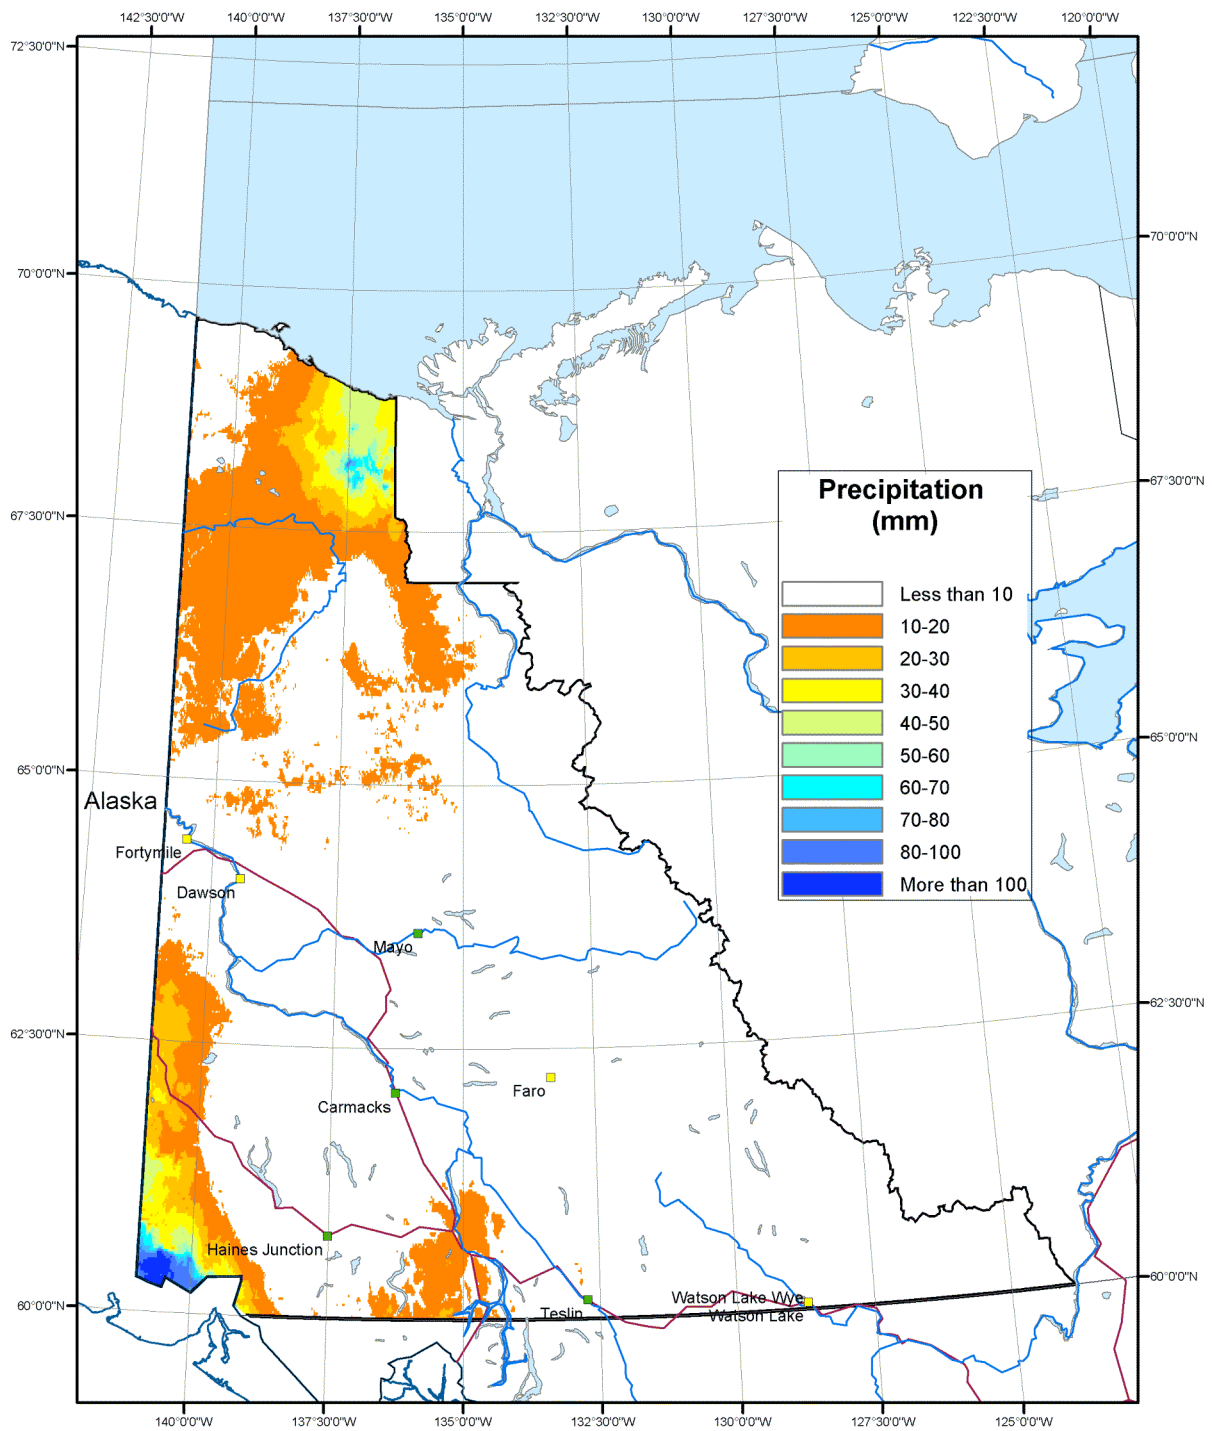 142°30'0"W 140°0'0"W 137°30'0"W 135°0'0"W 132°30'0"W 130°0'0"W 127°30'0"W 125°0'0"W 122°30'0"W 120°0'0"W
72°30'0"N
70°0'0"N
70°0'0"N
67°30'0"N
67°30'0"N
Precipitation
(mm)
Less than 10
10-20
20-30
30-40
40-50
50-60
60-70
70-80
80-100
More than 100
65°0'0"N
65°0'0"N
Alaska
Fortymile
Dawson
Mayo
62°30'0"N
62°30'0"N
Faro
Carmacks
Haines Junction
60°0'0"N
60°0'0"N
Watson Lake Wye
Teslin
Watson Lake
140°0'0"W 137°30'0"W 135°0'0"W 132°30'0"W 130°0'0"W 127°30'0"W 125°0'0"W